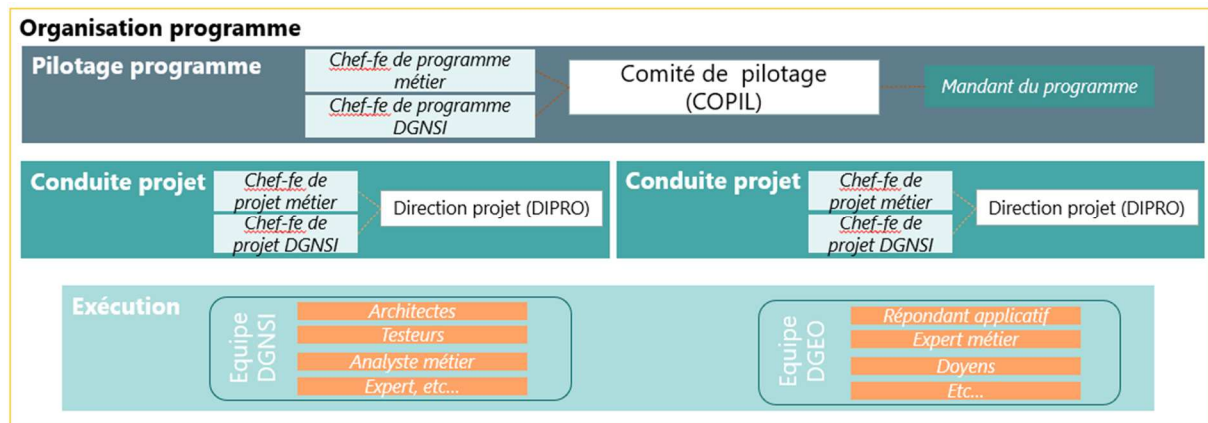 Organisation programme
Pilotage programme
Chef-fe de programme
métier
Chef-fe de programme
DGNSI
Comité de pilotage
(COPIL)
Mandant du programme
Conduite projet
Chef-fe de
projet métier
Chef-fe de
projet DGNSI
Direction projet (DIPRO)
Conduite projet
Chef-fe de
projet métier
Chef-fe de
projet DGNSI
Direction projet (DIPRO)
Exécution
Equipe
DGNSI
Architectes
Testeurs
Analyste métier
Expert, etc...
Equipe
DGEO
Répondant applicatif
Expert métier
Doyens
Etc...